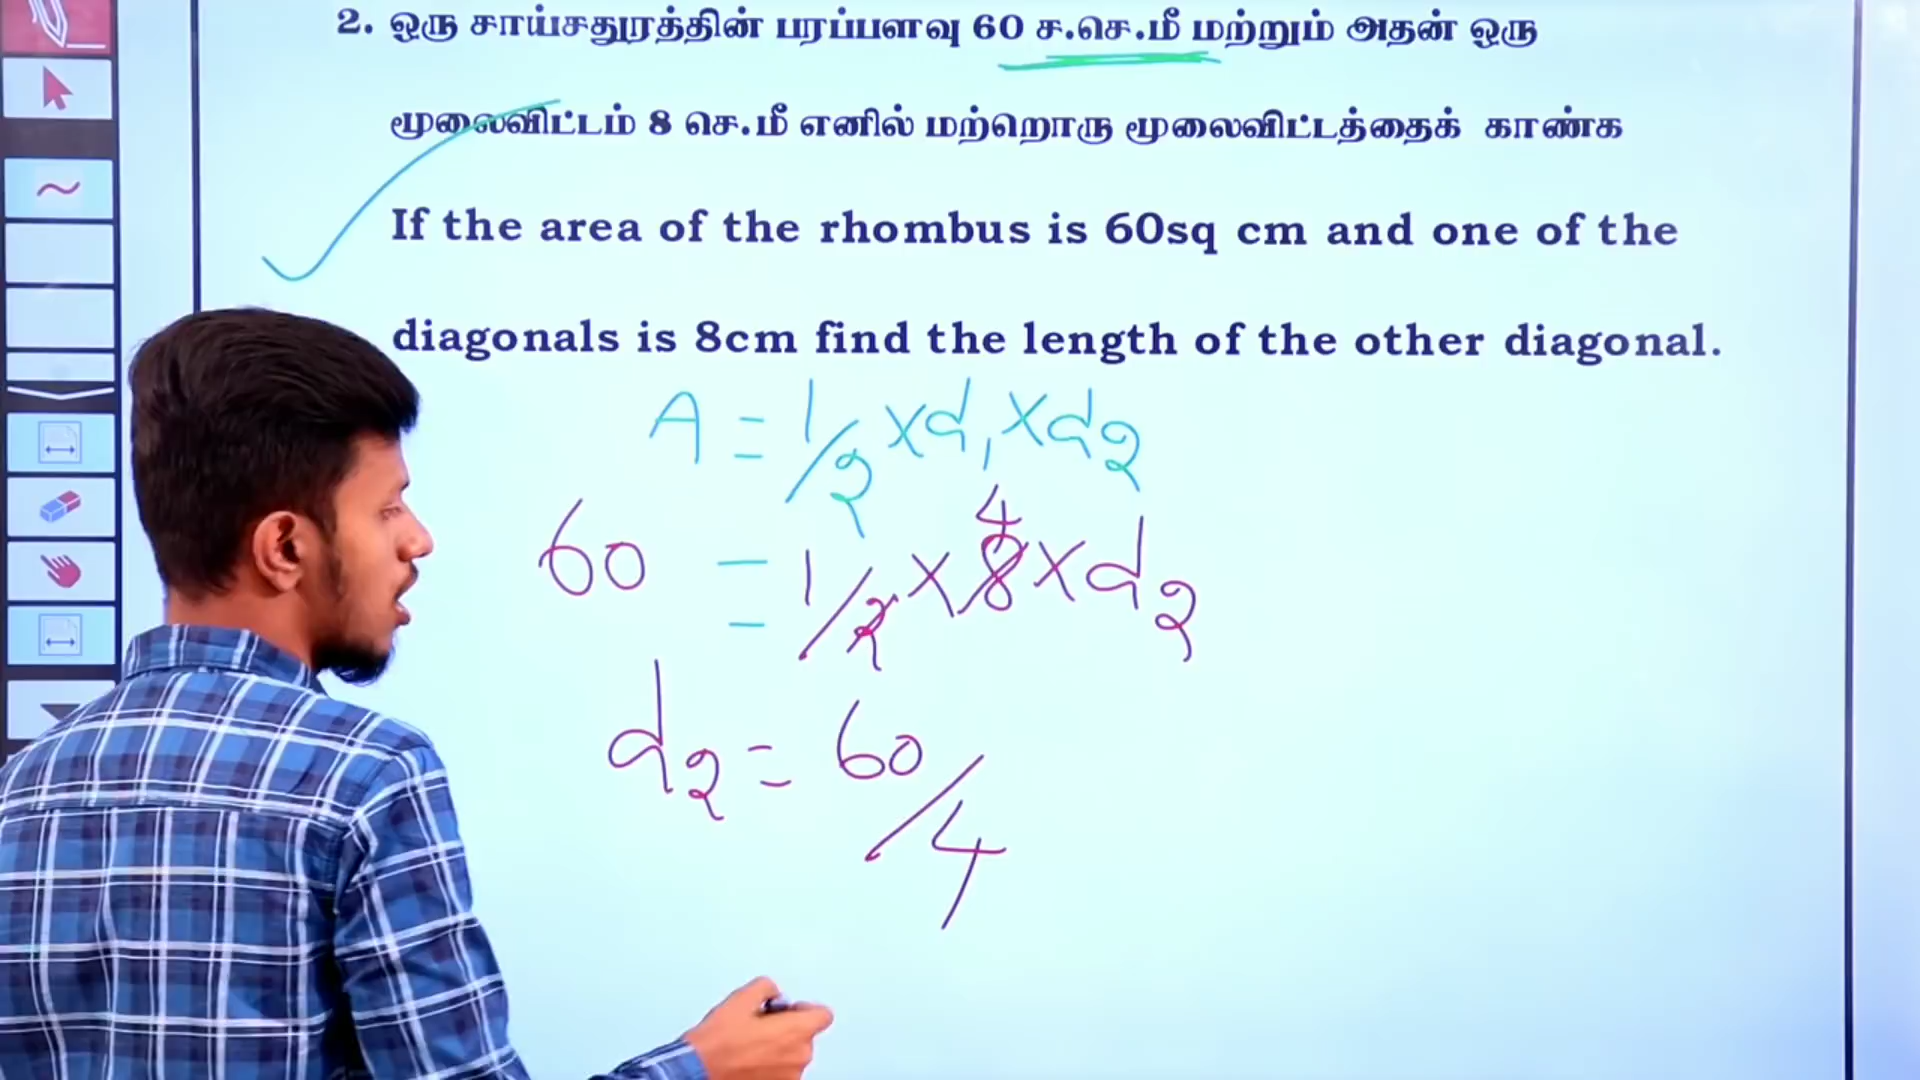 2. ஒரு சாய்சதுரத்தின் பரப்பளவு 60 ச.செ.மீ மற்றும் அதன் ஒரு
மூலைவிட்டம் 8 செ.மீ எனில் மற்றொரு மூலைவிட்டத்தைக் காண்க
If the area of the rhombus is 60sq cm and one of the
diagonals is 8cm find the length of the other diagonal.
A = 1/2 × d1 × d2
4
60 = 1/2 × 8 × d2
d2 = 60/4